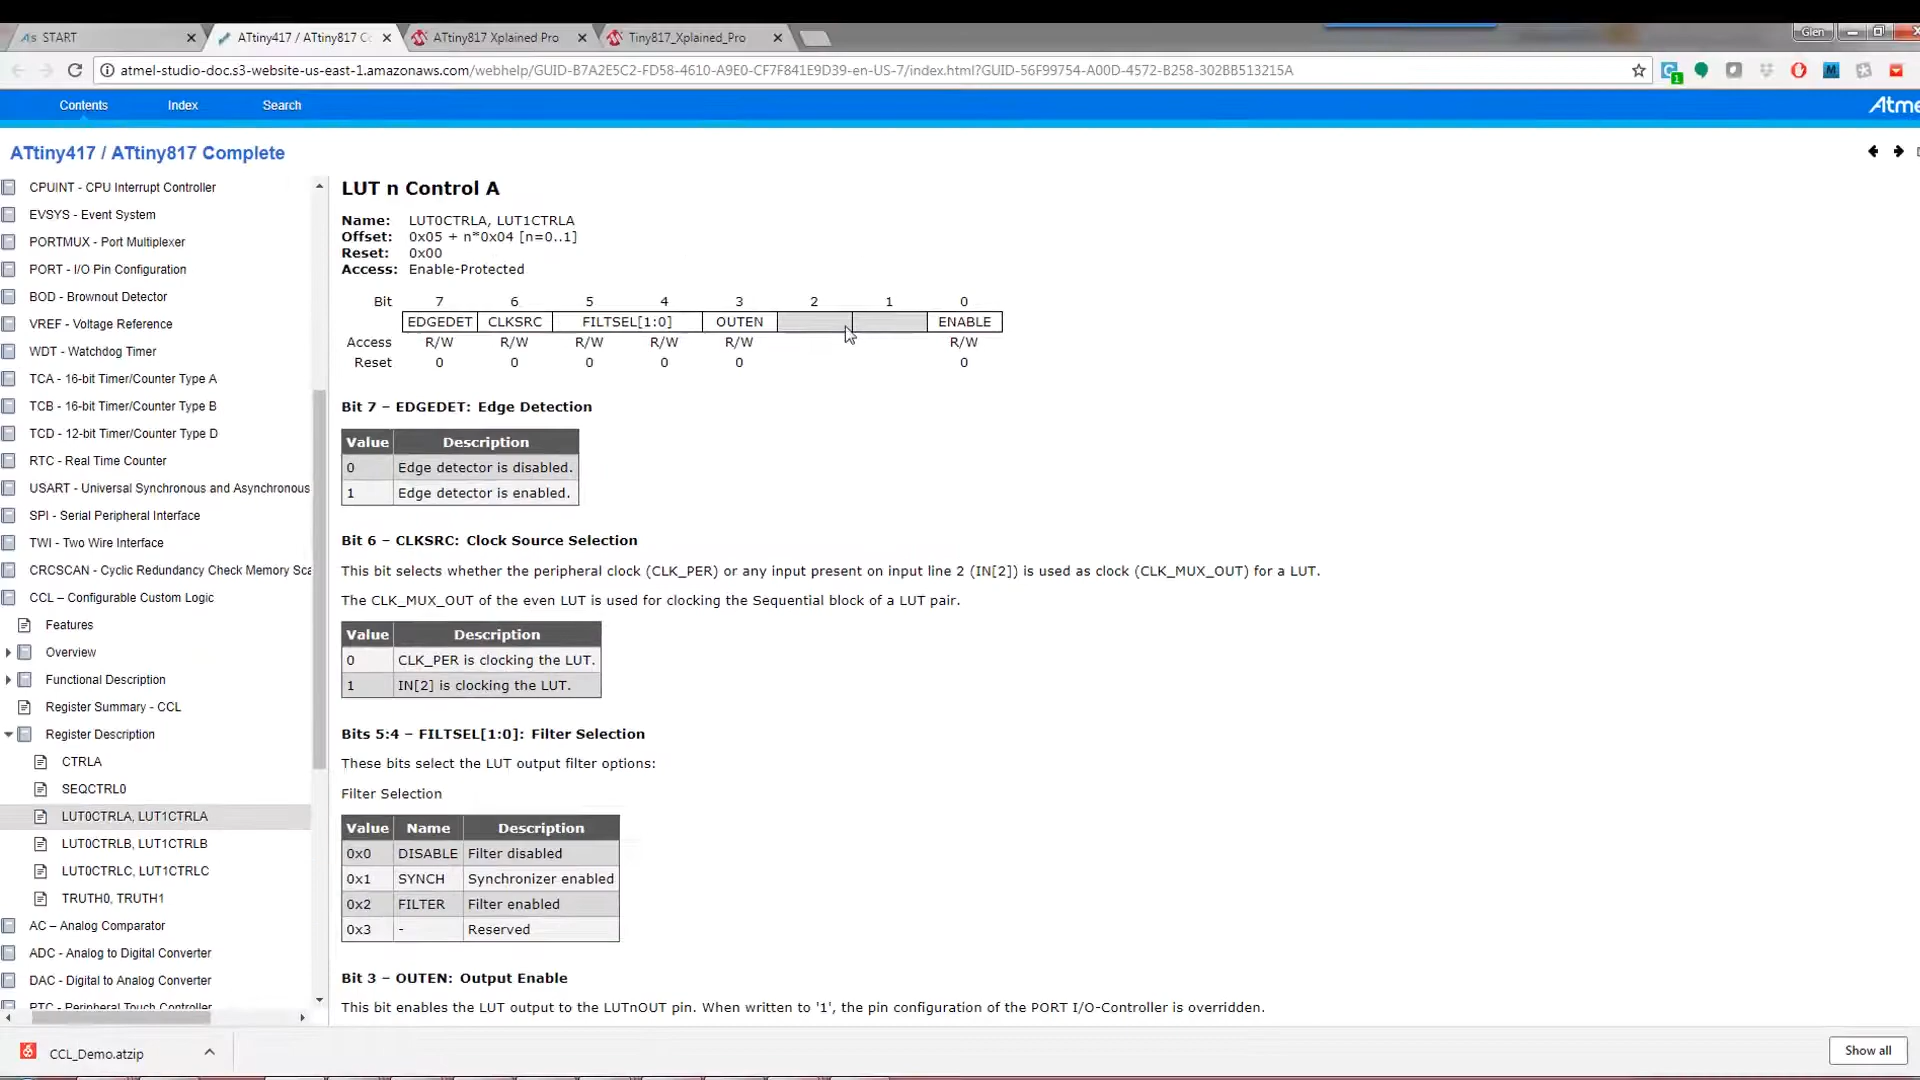 START
ATtiny417 / ATtiny817 Co
ATtiny817 Xplained Pro
Tiny817_Xplained_Pro
Glen
atmel-studio-doc.s3-website-us-east-1.amazonaws.com/webhelp/GUID-B7A2E5C2-FD58-4610-A9E0-CF7F841E9D39-en-US-7/index.html?GUID-56F99754-A00D-4572-B258-302BB513215A
Contents Index Search
Atme
ATtiny417 / ATtiny817 Complete
CPUINT - CPU Interrupt Controller
EVSYS - Event System
PORTMUX - Port Multiplexer
PORT - I/O Pin Configuration
BOD - Brownout Detector
VREF - Voltage Reference
WDT - Watchdog Timer
TCA - 16-bit Timer/Counter Type A
TCB - 16-bit Timer/Counter Type B
TCD - 12-bit Timer/Counter Type D
RTC - Real Time Counter
USART - Universal Synchronous and Asynchronous
SPI - Serial Peripheral Interface
TWI - Two Wire Interface
CRCSCAN - Cyclic Redundancy Check Memory Sca
CCL – Configurable Custom Logic
Features
Overview
Functional Description
Register Summary - CCL
Register Description
CTRLA
SEQCTRL0
LUT0CTRLA, LUT1CTRLA
LUT0CTRLB, LUT1CTRLB
LUT0CTRLC, LUT1CTRLC
TRUTH0, TRUTH1
AC – Analog Comparator
ADC - Analog to Digital Converter
DAC - Digital to Analog Converter
PTC - Peripheral Touch Controller
LUT n Control A
Name: LUT0CTRLA, LUT1CTRLA
Offset: 0x05 + n*0x04 [n=0..1]
Reset: 0x00
Access: Enable-Protected
Bit 7 6 5 4 3 2 1 0
EDGEDET CLKSRC FILTSEL[1:0] OUTEN ENABLE
Access R/W R/W R/W R/W R/W R/W
Reset 0 0 0 0 0 0
Bit 7 – EDGEDET: Edge Detection
Value Description
0 Edge detector is disabled.
1 Edge detector is enabled.
Bit 6 – CLKSRC: Clock Source Selection
This bit selects whether the peripheral clock (CLK_PER) or any input present on input line 2 (IN[2]) is used as clock (CLK_MUX_OUT) for a LUT.
The CLK_MUX_OUT of the even LUT is used for clocking the Sequential block of a LUT pair.
Value Description
0 CLK_PER is clocking the LUT.
1 IN[2] is clocking the LUT.
Bits 5:4 – FILTSEL[1:0]: Filter Selection
These bits select the LUT output filter options:
Filter Selection
Value Name Description
0x0 DISABLE Filter disabled
0x1 SYNCH Synchronizer enabled
0x2 FILTER Filter enabled
0x3 - Reserved
Bit 3 – OUTEN: Output Enable
This bit enables the LUT output to the LUTnOUT pin. When written to '1', the pin configuration of the PORT I/O-Controller is overridden.
CCL_Demo.atzip
Show all